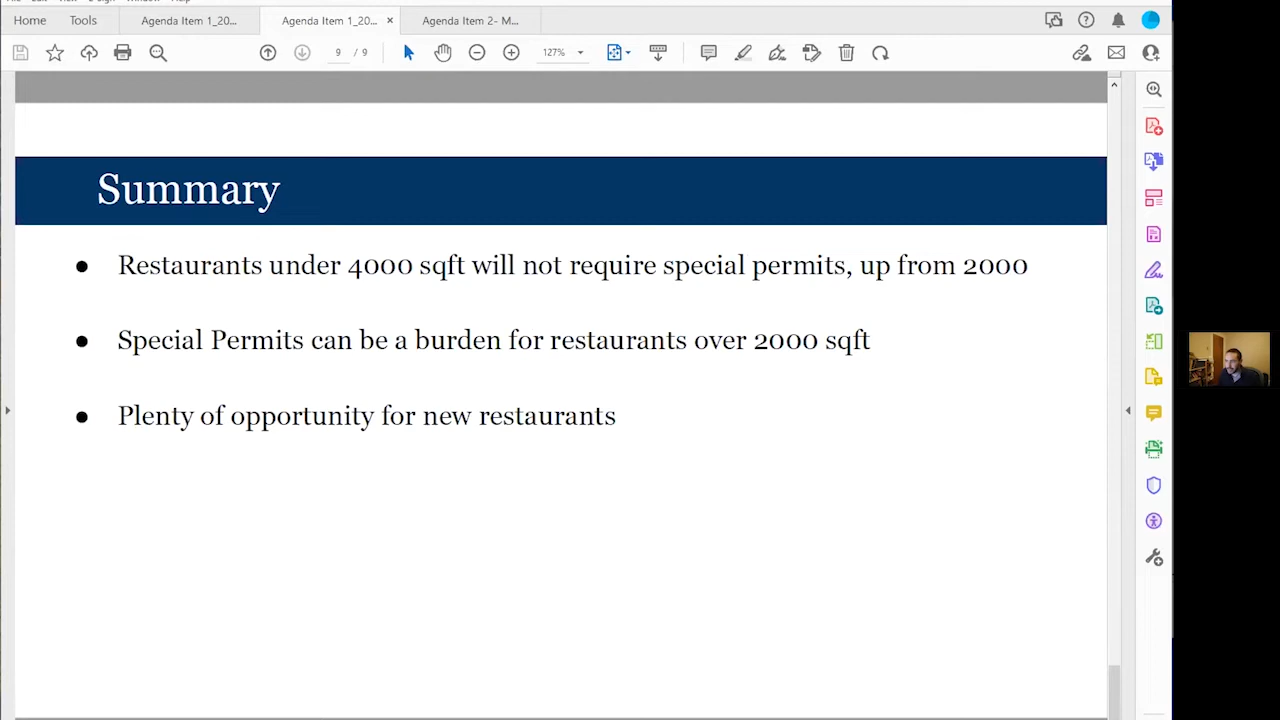 Home
Tools
Agenda Item 1_20...
Agenda Item 1_20...
Agenda Item 2- M...
9 / 9
127%
Summary
● Restaurants under 4000 sqft will not require special permits, up from 2000
● Special Permits can be a burden for restaurants over 2000 sqft
● Plenty of opportunity for new restaurants